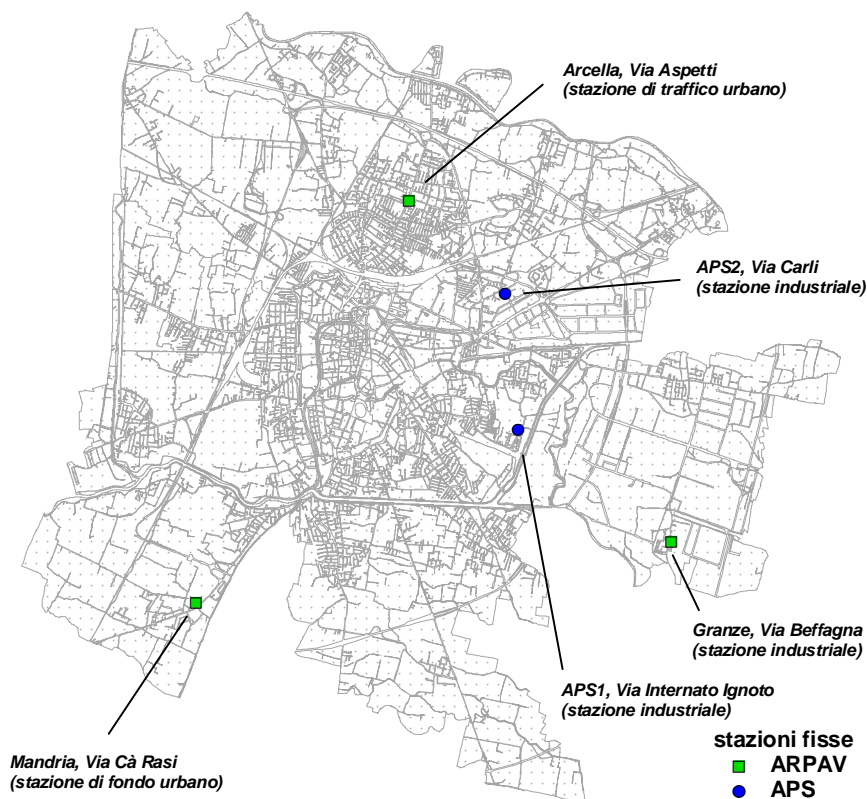 Arcella, Via Aspetti
(stazione di traffico urbano)
APS2, Via Carli
(stazione industriale)
Granze, Via Beffagna
(stazione industriale)
APS1, Via Internato Ignoto
(stazione industriale)
Mandria, Via Cà Rasi
(stazione di fondo urbano)
stazioni fisse
ARPAV
APS